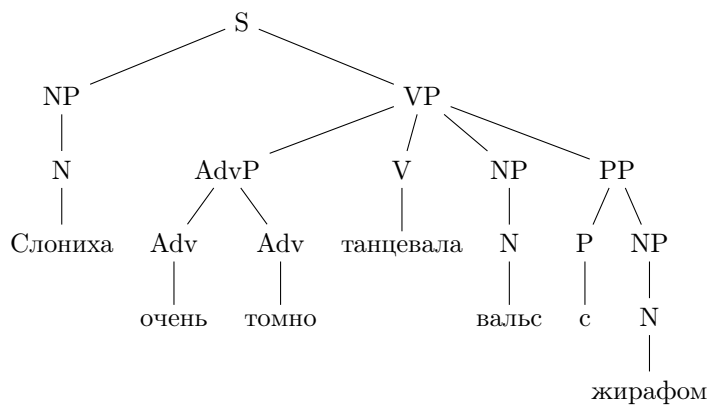 S
NP VP
N AdvP V NP PP
Слониха Adv Adv танцевала N P NP
очень томно вальс с N
жирафом